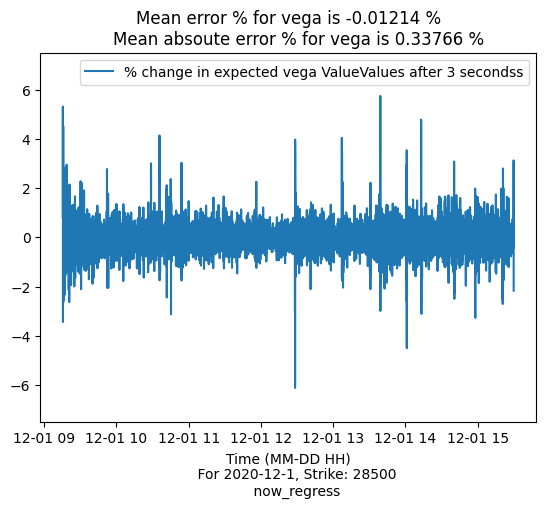 Mean error % for vega is -0.01214 %
Mean absoute error % for vega is 0.33766 %
% change in expected vega ValueValues after 3 secondss
6
4
2
0
−2
−4
−6
12-01 09 12-01 10 12-01 11 12-01 12 12-01 13 12-01 14 12-01 15
Time (MM-DD HH)
For 2020-12-1, Strike: 28500
now_regress